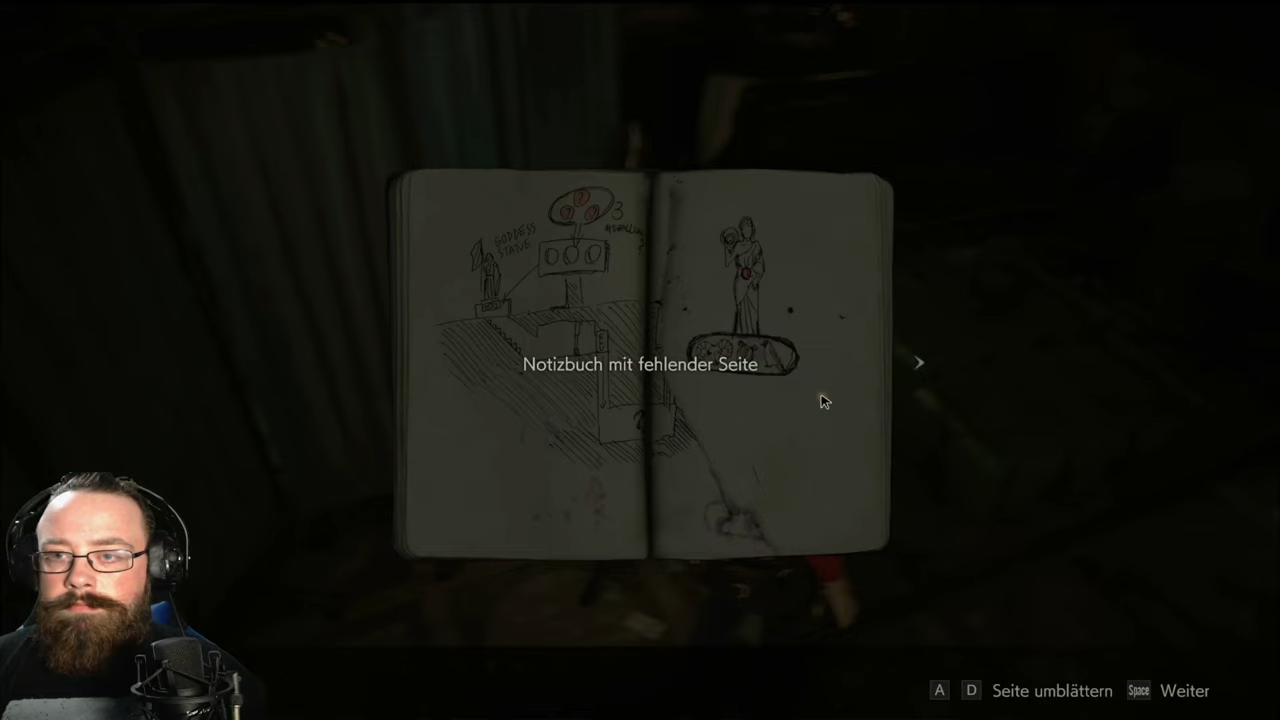 3
GODDESS
STATUE
Notizbuch mit fehlender Seite
A D Seite umblättern Space Weiter